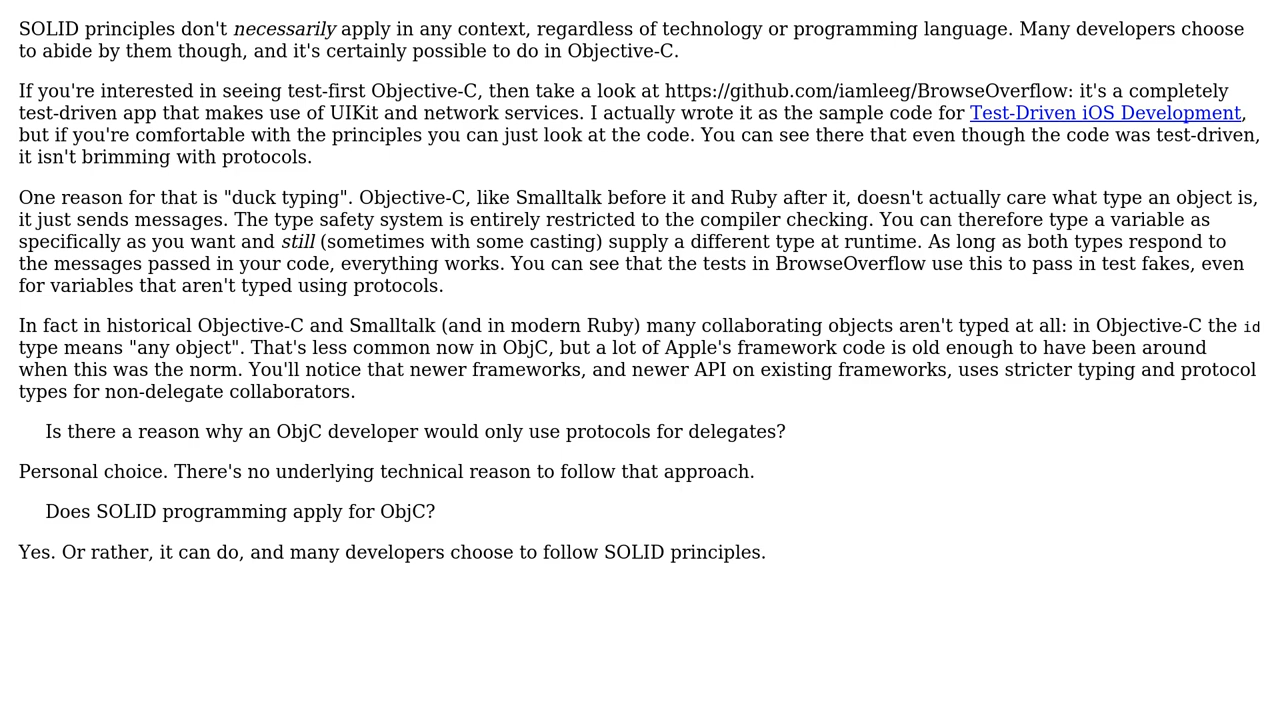 SOLID principles don't necessarily apply in any context, regardless of technology or programming language. Many developers choose
to abide by them though, and it's certainly possible to do in Objective-C.
If you're interested in seeing test-first Objective-C, then take a look at https://github.com/iamleeg/BrowseOverflow: it's a completely
test-driven app that makes use of UIKit and network services. I actually wrote it as the sample code for Test-Driven iOS Development,
but if you're comfortable with the principles you can just look at the code. You can see there that even though the code was test-driven,
it isn't brimming with protocols.
One reason for that is "duck typing". Objective-C, like Smalltalk before it and Ruby after it, doesn't actually care what type an object is,
it just sends messages. The type safety system is entirely restricted to the compiler checking. You can therefore type a variable as
specifically as you want and still (sometimes with some casting) supply a different type at runtime. As long as both types respond to
the messages passed in your code, everything works. You can see that the tests in BrowseOverflow use this to pass in test fakes, even
for variables that aren't typed using protocols.
In fact in historical Objective-C and Smalltalk (and in modern Ruby) many collaborating objects aren't typed at all: in Objective-C the id
type means "any object". That's less common now in ObjC, but a lot of Apple's framework code is old enough to have been around
when this was the norm. You'll notice that newer frameworks, and newer API on existing frameworks, uses stricter typing and protocol
types for non-delegate collaborators.
Is there a reason why an ObjC developer would only use protocols for delegates?
Personal choice. There's no underlying technical reason to follow that approach.
Does SOLID programming apply for ObjC?
Yes. Or rather, it can do, and many developers choose to follow SOLID principles.